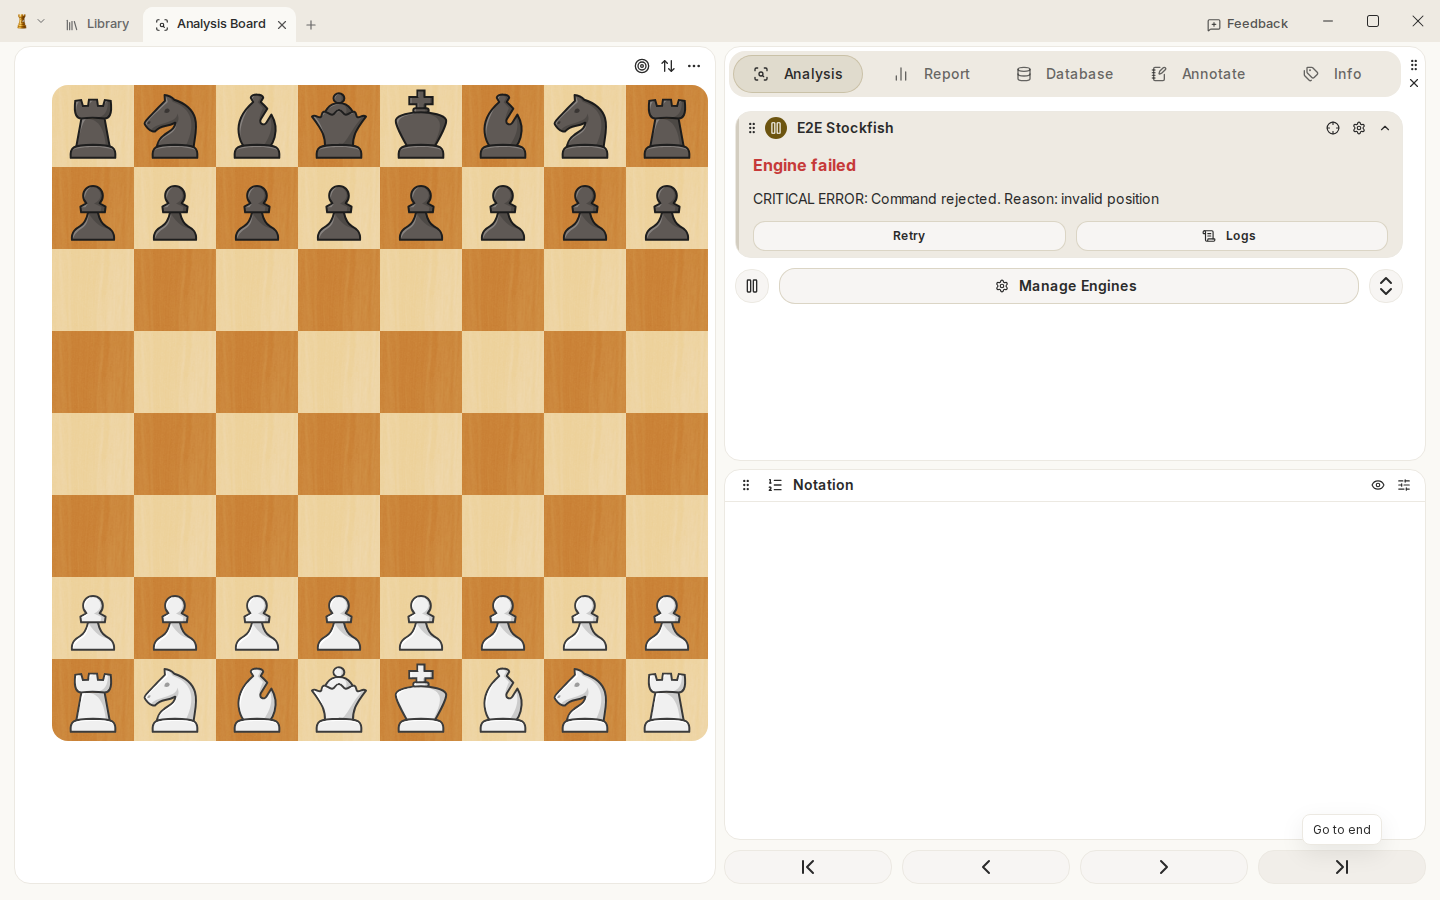 Library
Analysis Board
Feedback
Analysis
Report
Database
Annotate
Info
E2E Stockfish
Engine failed
CRITICAL ERROR: Command rejected. Reason: invalid position
Retry
Logs
Manage Engines
Notation
Go to end